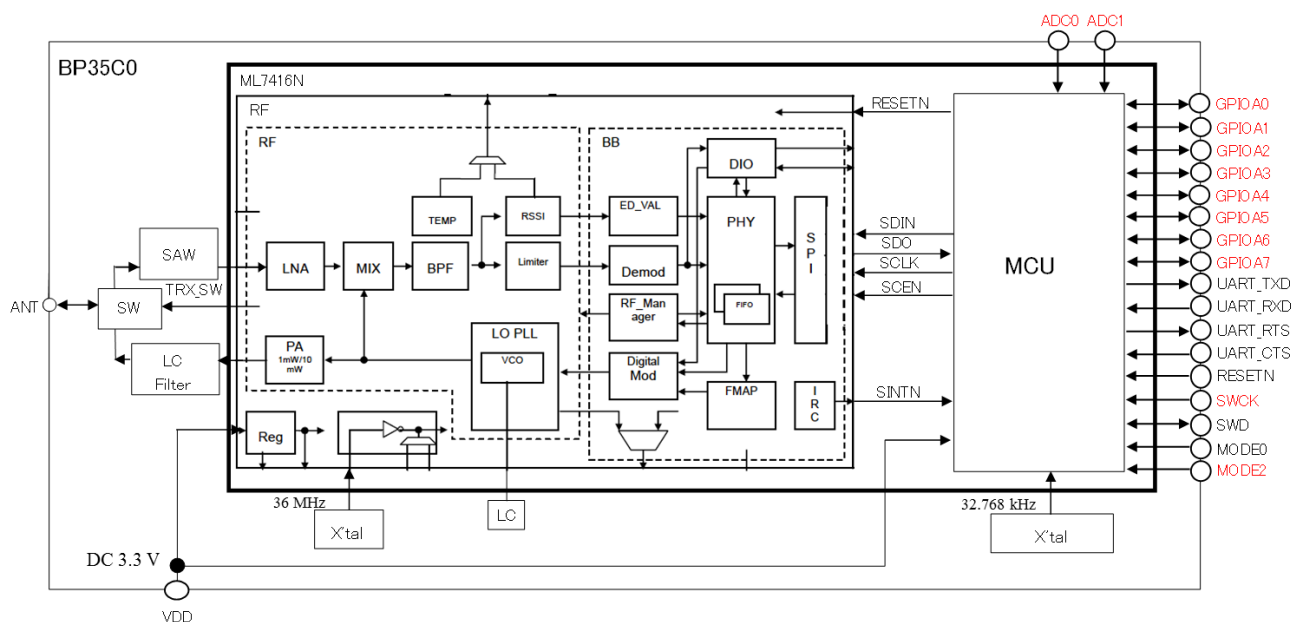 ADC0 ADC1
BP35C0
ML7416N
RF
RESETN
GPIOA0
RF
BB
GPIOA1
DIO
GPIOA2
GPIOA3
TEMP
RSSI
ED_VAL
PHY
S
P
I
GPIOA4
GPIOA5
SDIN
SDO
SCLK
SCEN
MCU
GPIOA6
GPIOA7
SAW
LNA
MIX
BPF
Limiter
Demod
UART_TXD
ANT
SW
TRX_SW
RF_Man
ager
FIFO
UART_RXD
LO PLL
VCO
UART_RTS
PA
1mW/10
mW
LC
Filter
Digital
Mod
UART_CTS
RESETN
FMAP
I
R
C
SINTN
SWCK
Reg
SWD
MODE0
MODE2
36 MHz
X'tal
LC
32.768 kHz
X'tal
DC 3.3 V
VDD